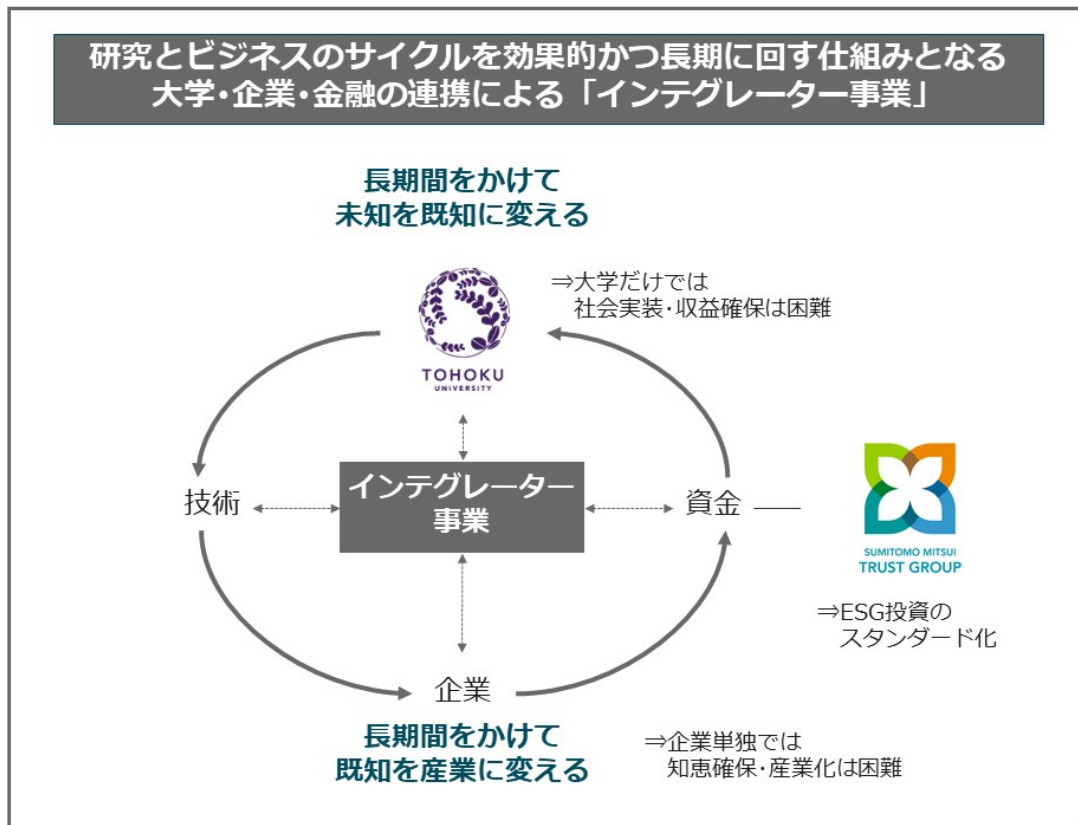 研究とビジネスのサイクルを効果的かつ長期に回す仕組みとなる
大学・企業・金融の連携による「インテグレーター事業」
長期間をかけて
未知を既知に変える
⇒大学だけでは
社会実装・収益確保は困難
TOHOKU
UNIVERSITY
技術
インテグレーター
事業
資金
SUMITOMO MITSUI
TRUST GROUP
⇒ESG投資の
スタンダード化
企業
長期間をかけて
既知を産業に変える
⇒企業単独では
知恵確保・産業化は困難